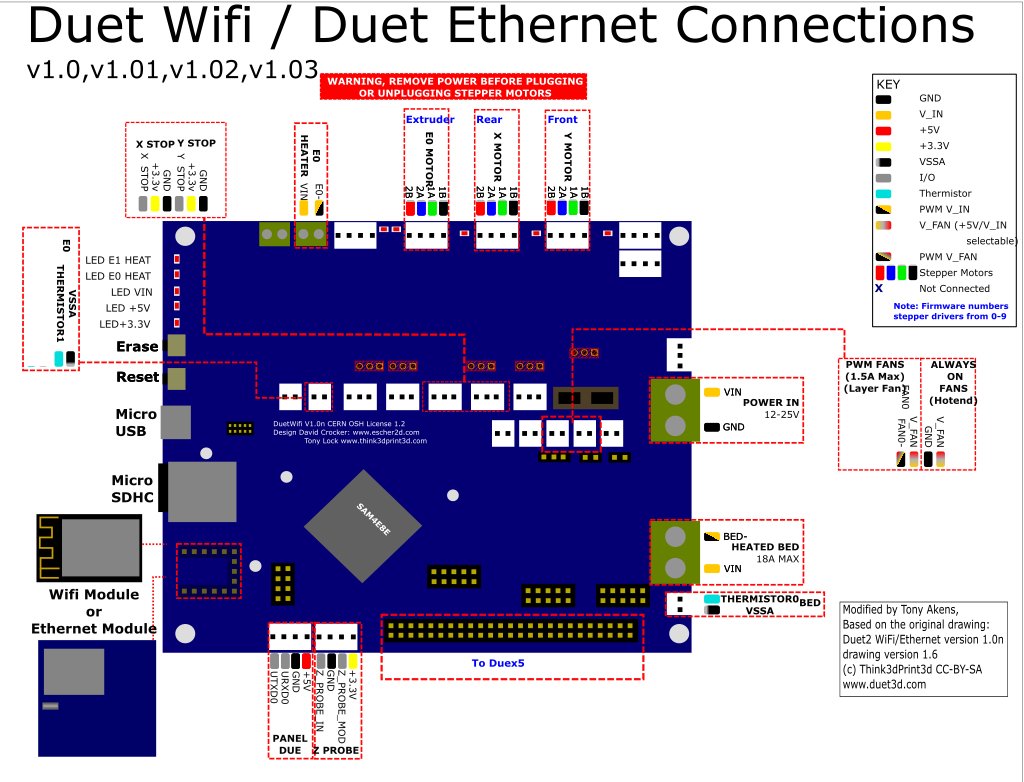 Duet Wifi / Duet Ethernet Connections
v1.0,v1.01,v1.02,v1.03
WARNING, REMOVE POWER BEFORE PLUGGING
OR UNPLUGGING STEPPER MOTORS
KEY
GND
V_IN
+5V
+3.3V
VSSA
I/O
Thermistor
PWM V_IN
V_FAN (+5V/V_IN
selectable)
PWM V_FAN
Stepper Motors
X Not Connected
Note: Firmware numbers
stepper drivers from 0-9
X STOP Y STOP
X STOP
+3.3V
GND
Y STOP
+3.3V
GND
E0
HEATER
VIN
E0-
Extruder
E0 MOTOR
2B
2A
1A
1B
Rear
X MOTOR
2B
2A
1A
1B
Front
Y MOTOR
2B
2A
1A
1B
E0
THERMISTOR1
VSSA
LED E1 HEAT
LED E0 HEAT
LED VIN
LED +5V
LED+3.3V
Erase
Reset
Micro
USB
Micro
SDHC
Wifi Module
or
Ethernet Module
DuetWifi V1.0n CERN OSH License 1.2
Design David Crocker: www.escher2d.com
Tony Lock www.think3dprint3d.com
SAM4E8E
VIN
POWER IN
12-25V
GND
PWM FANS
(1.5A Max)
(Layer Fan)
FAN0
FAN0-
V_FAN
ALWAYS
ON
FANS
(Hotend)
GND
V_FAN
BED-
HEATED BED
18A MAX
VIN
THERMISTOR0
VSSA
BED
To Duex5
UTXD0
URXD0
GND
+5V
PANEL
DUE
Z_PROBE_IN
GND
Z_PROBE_MOD
+3.3V
Z PROBE
Modified by Tony Akens,
Based on the original drawing:
Duet2 WiFi/Ethernet version 1.0n
drawing version 1.6
(c) Think3dPrint3d CC-BY-SA
www.duet3d.com